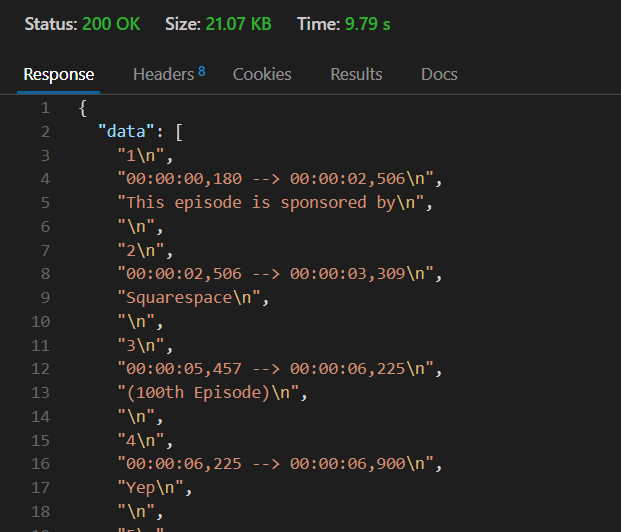 Status: 200 OK Size: 21.07 KB Time: 9.79 s
Response Headers 8 Cookies Results Docs
1 {
2 "data": [
3 "1\n",
4 "00:00:00,180 --> 00:00:02,506\n",
5 "This episode is sponsored by\n",
6 "\n",
7 "2\n",
8 "00:00:02,506 --> 00:00:03,309\n",
9 "Squarespace\n",
10 "\n",
11 "3\n",
12 "00:00:05,457 --> 00:00:06,225\n",
13 "(100th Episode)\n",
14 "\n",
15 "4\n",
16 "00:00:06,225 --> 00:00:06,900\n",
17 "Yep\n",
18 "\n",